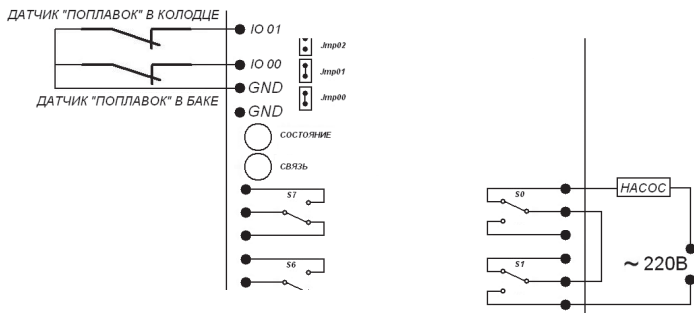 ДАТЧИК "ПОПЛАВОК" В КОЛОДЦЕ
IO 01
Jmp02
IO 00
Jmp01
GND
Jmp00
ДАТЧИК "ПОПЛАВОК" В БАКЕ
GND
СОСТОЯНИЕ
СВЯЗЬ
S7
S0
НАСОС
S6
S1
~ 220В